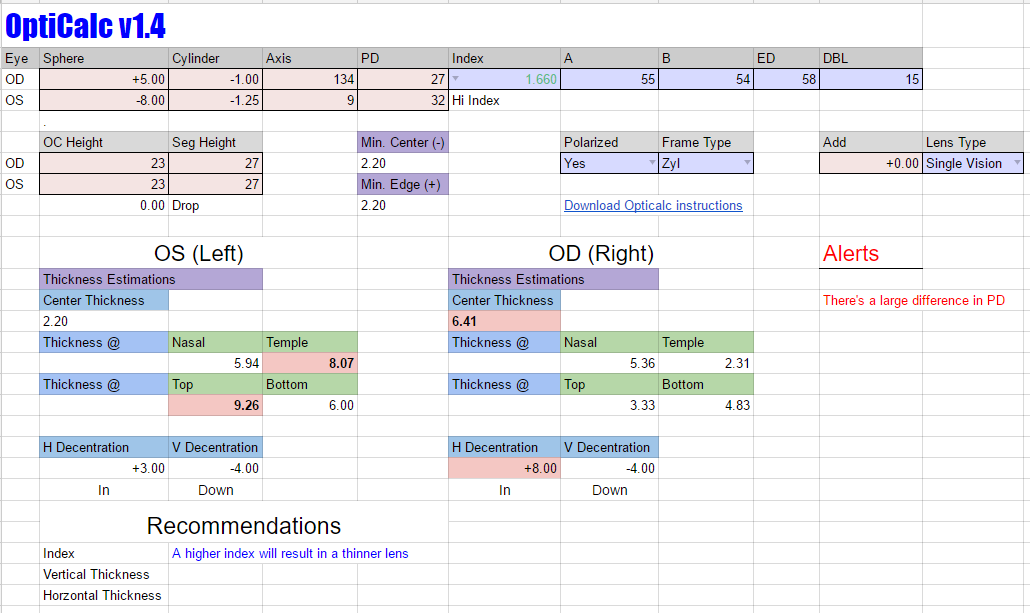 OptiCalc v1.4
Eye Sphere Cylinder Axis PD Index A B ED DBL
OD +5.00 -1.00 134 27 1.660 55 54 58 15
OS -8.00 -1.25 9 32 Hi Index
.
OC Height Seg Height Min. Center (-) Polarized Frame Type Add Lens Type
OD 23 27 2.20 Yes Zyl +0.00 Single Vision
OS 23 27 Min. Edge (+)
0.00 Drop 2.20 Download Opticalc instructions
OS (Left) OD (Right) Alerts
Thickness Estimations Thickness Estimations
Center Thickness Center Thickness There's a large difference in PD
2.20 6.41
Thickness @ Nasal Temple Thickness @ Nasal Temple
5.94 8.07 5.36 2.31
Thickness @ Top Bottom Thickness @ Top Bottom
9.26 6.00 3.33 4.83
H Decentration V Decentration H Decentration V Decentration
+3.00 -4.00 +8.00 -4.00
In Down In Down
Recommendations
Index A higher index will result in a thinner lens
Vertical Thickness
Horzontal Thickness